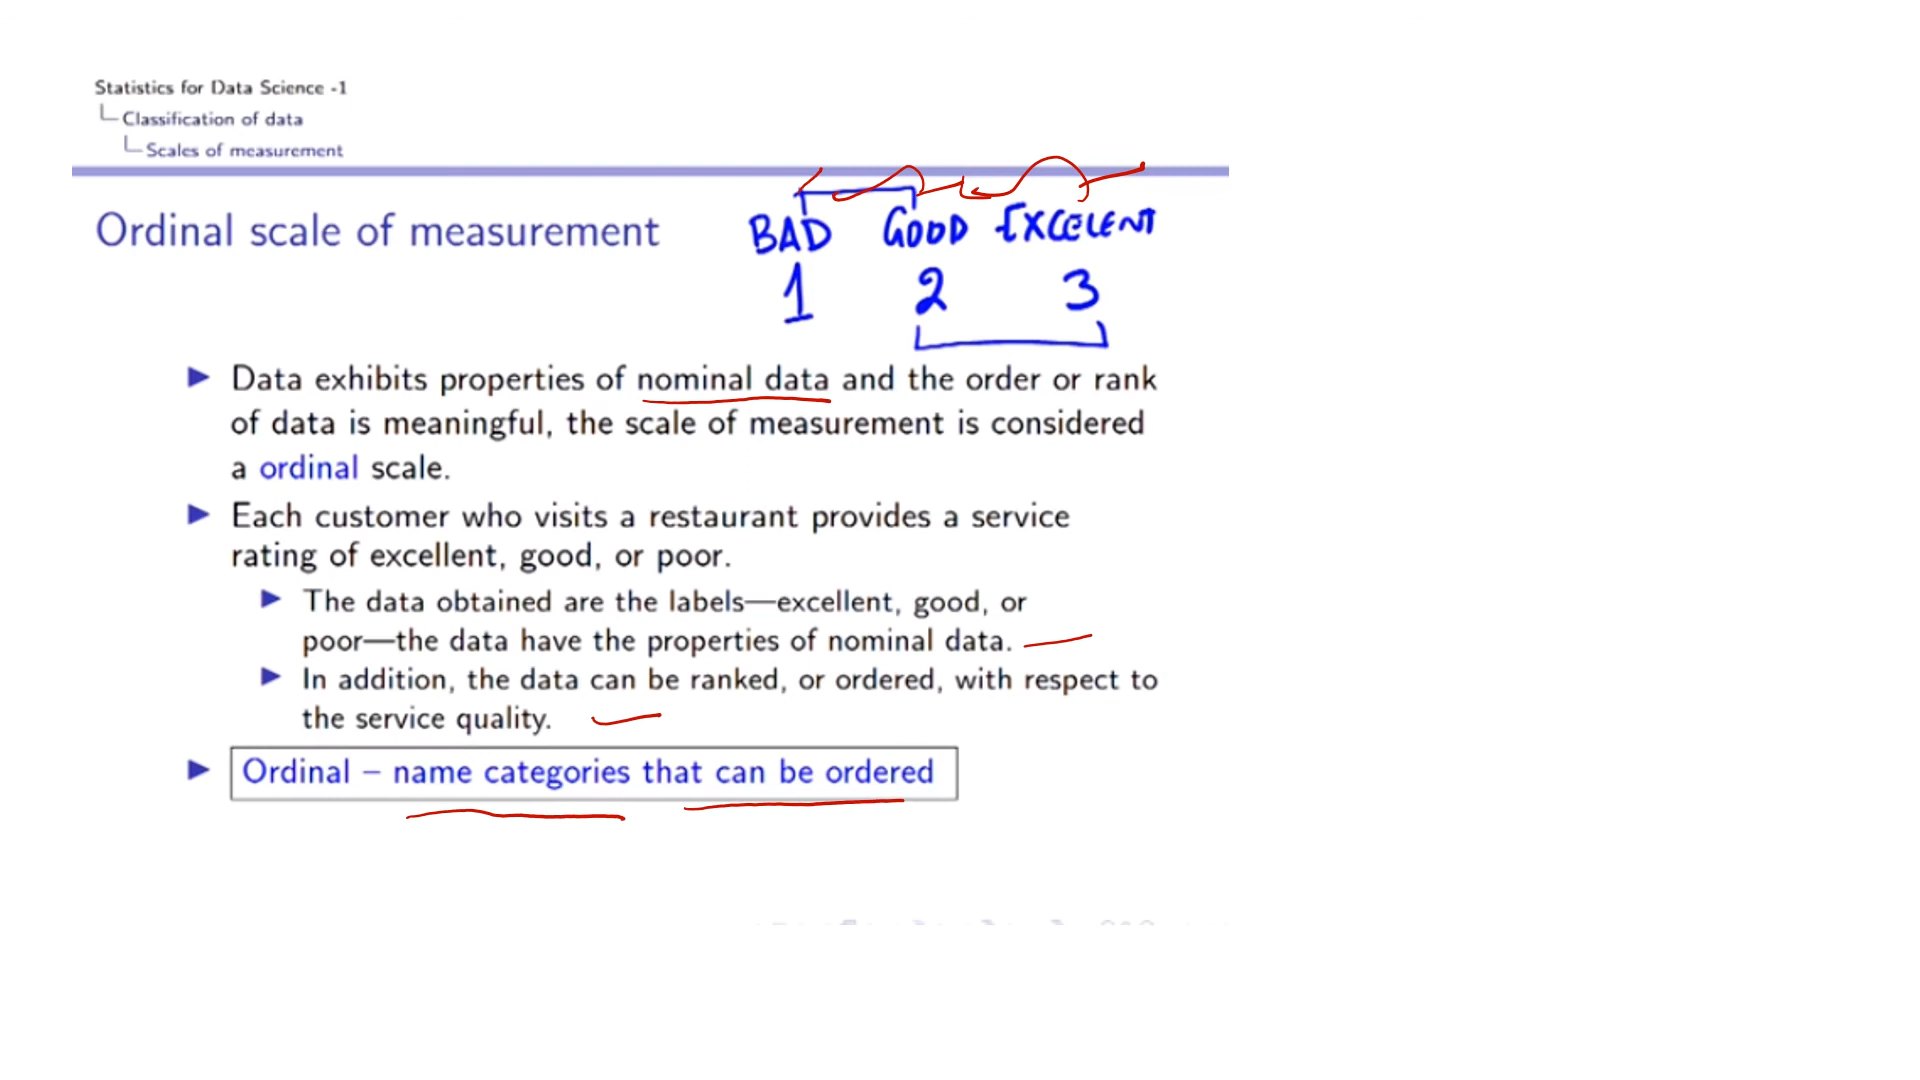 Statistics for Data Science -1
Classification of data
Scales of measurement
Ordinal scale of measurement
BAD GOOD EXCELENT
1 2 3
Data exhibits properties of nominal data and the order or rank
of data is meaningful, the scale of measurement is considered
a ordinal scale.
Each customer who visits a restaurant provides a service
rating of excellent, good, or poor.
The data obtained are the labels—excellent, good, or
poor—the data have the properties of nominal data.
In addition, the data can be ranked, or ordered, with respect to
the service quality.
Ordinal – name categories that can be ordered